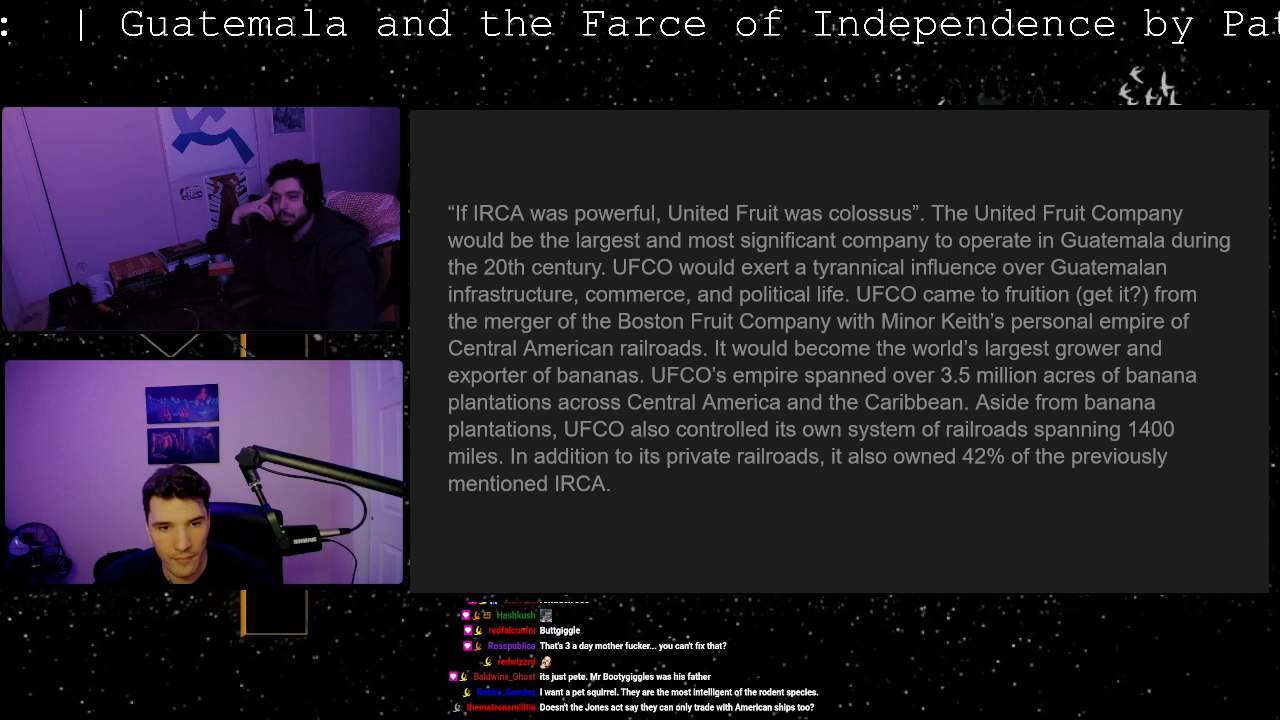 : | Guatemala and the Farce of Independence by Pa
“If IRCA was powerful, United Fruit was colossus”. The United Fruit Company
would be the largest and most significant company to operate in Guatemala during
the 20th century. UFCO would exert a tyrannical influence over Guatemalan
infrastructure, commerce, and political life. UFCO came to fruition (get it?) from
the merger of the Boston Fruit Company with Minor Keith’s personal empire of
Central American railroads. It would become the world’s largest grower and
exporter of bananas. UFCO’s empire spanned over 3.5 million acres of banana
plantations across Central America and the Caribbean. Aside from banana
plantations, UFCO also controlled its own system of railroads spanning 1400
miles. In addition to its private railroads, it also owned 42% of the previously
mentioned IRCA.
SHURE
Hashkush
Buttgiggle
Rosspublica That's 3 a day mother fucker... you can't fix that?
redwizzrd
Baldwins_Ghost its just pete. Mr Bootygiggles was his father
I want a pet squirrel. They are the most intelligent of the rodent species.
Doesn't the Jones act say they can only trade with American ships too?